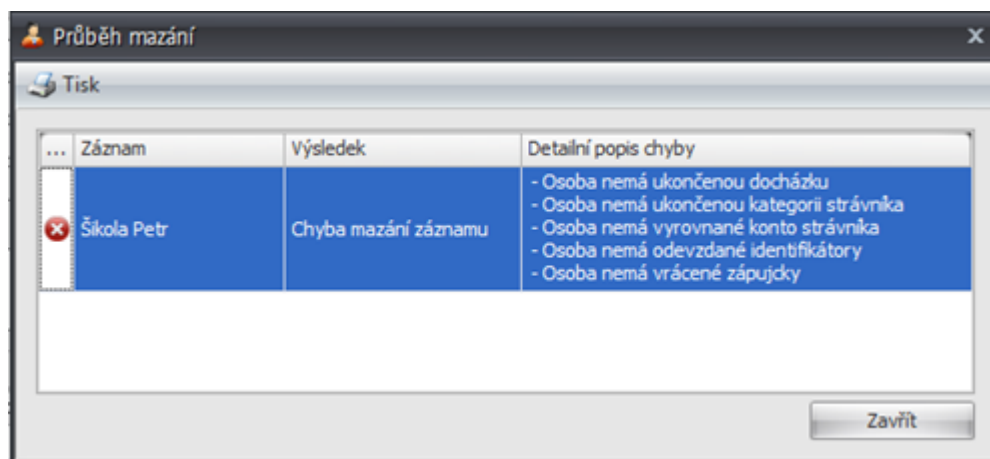 Průběh mazání
Tisk
... Záznam Výsledek Detailní popis chyby
Šikola Petr Chyba mazání záznamu
- Osoba nemá ukončenou docházku
- Osoba nemá ukončenou kategorii strávníka
- Osoba nemá vyrovnané konto strávníka
- Osoba nemá odevzdané identifikátory
- Osoba nemá vrácené zápujcky
Zavřít